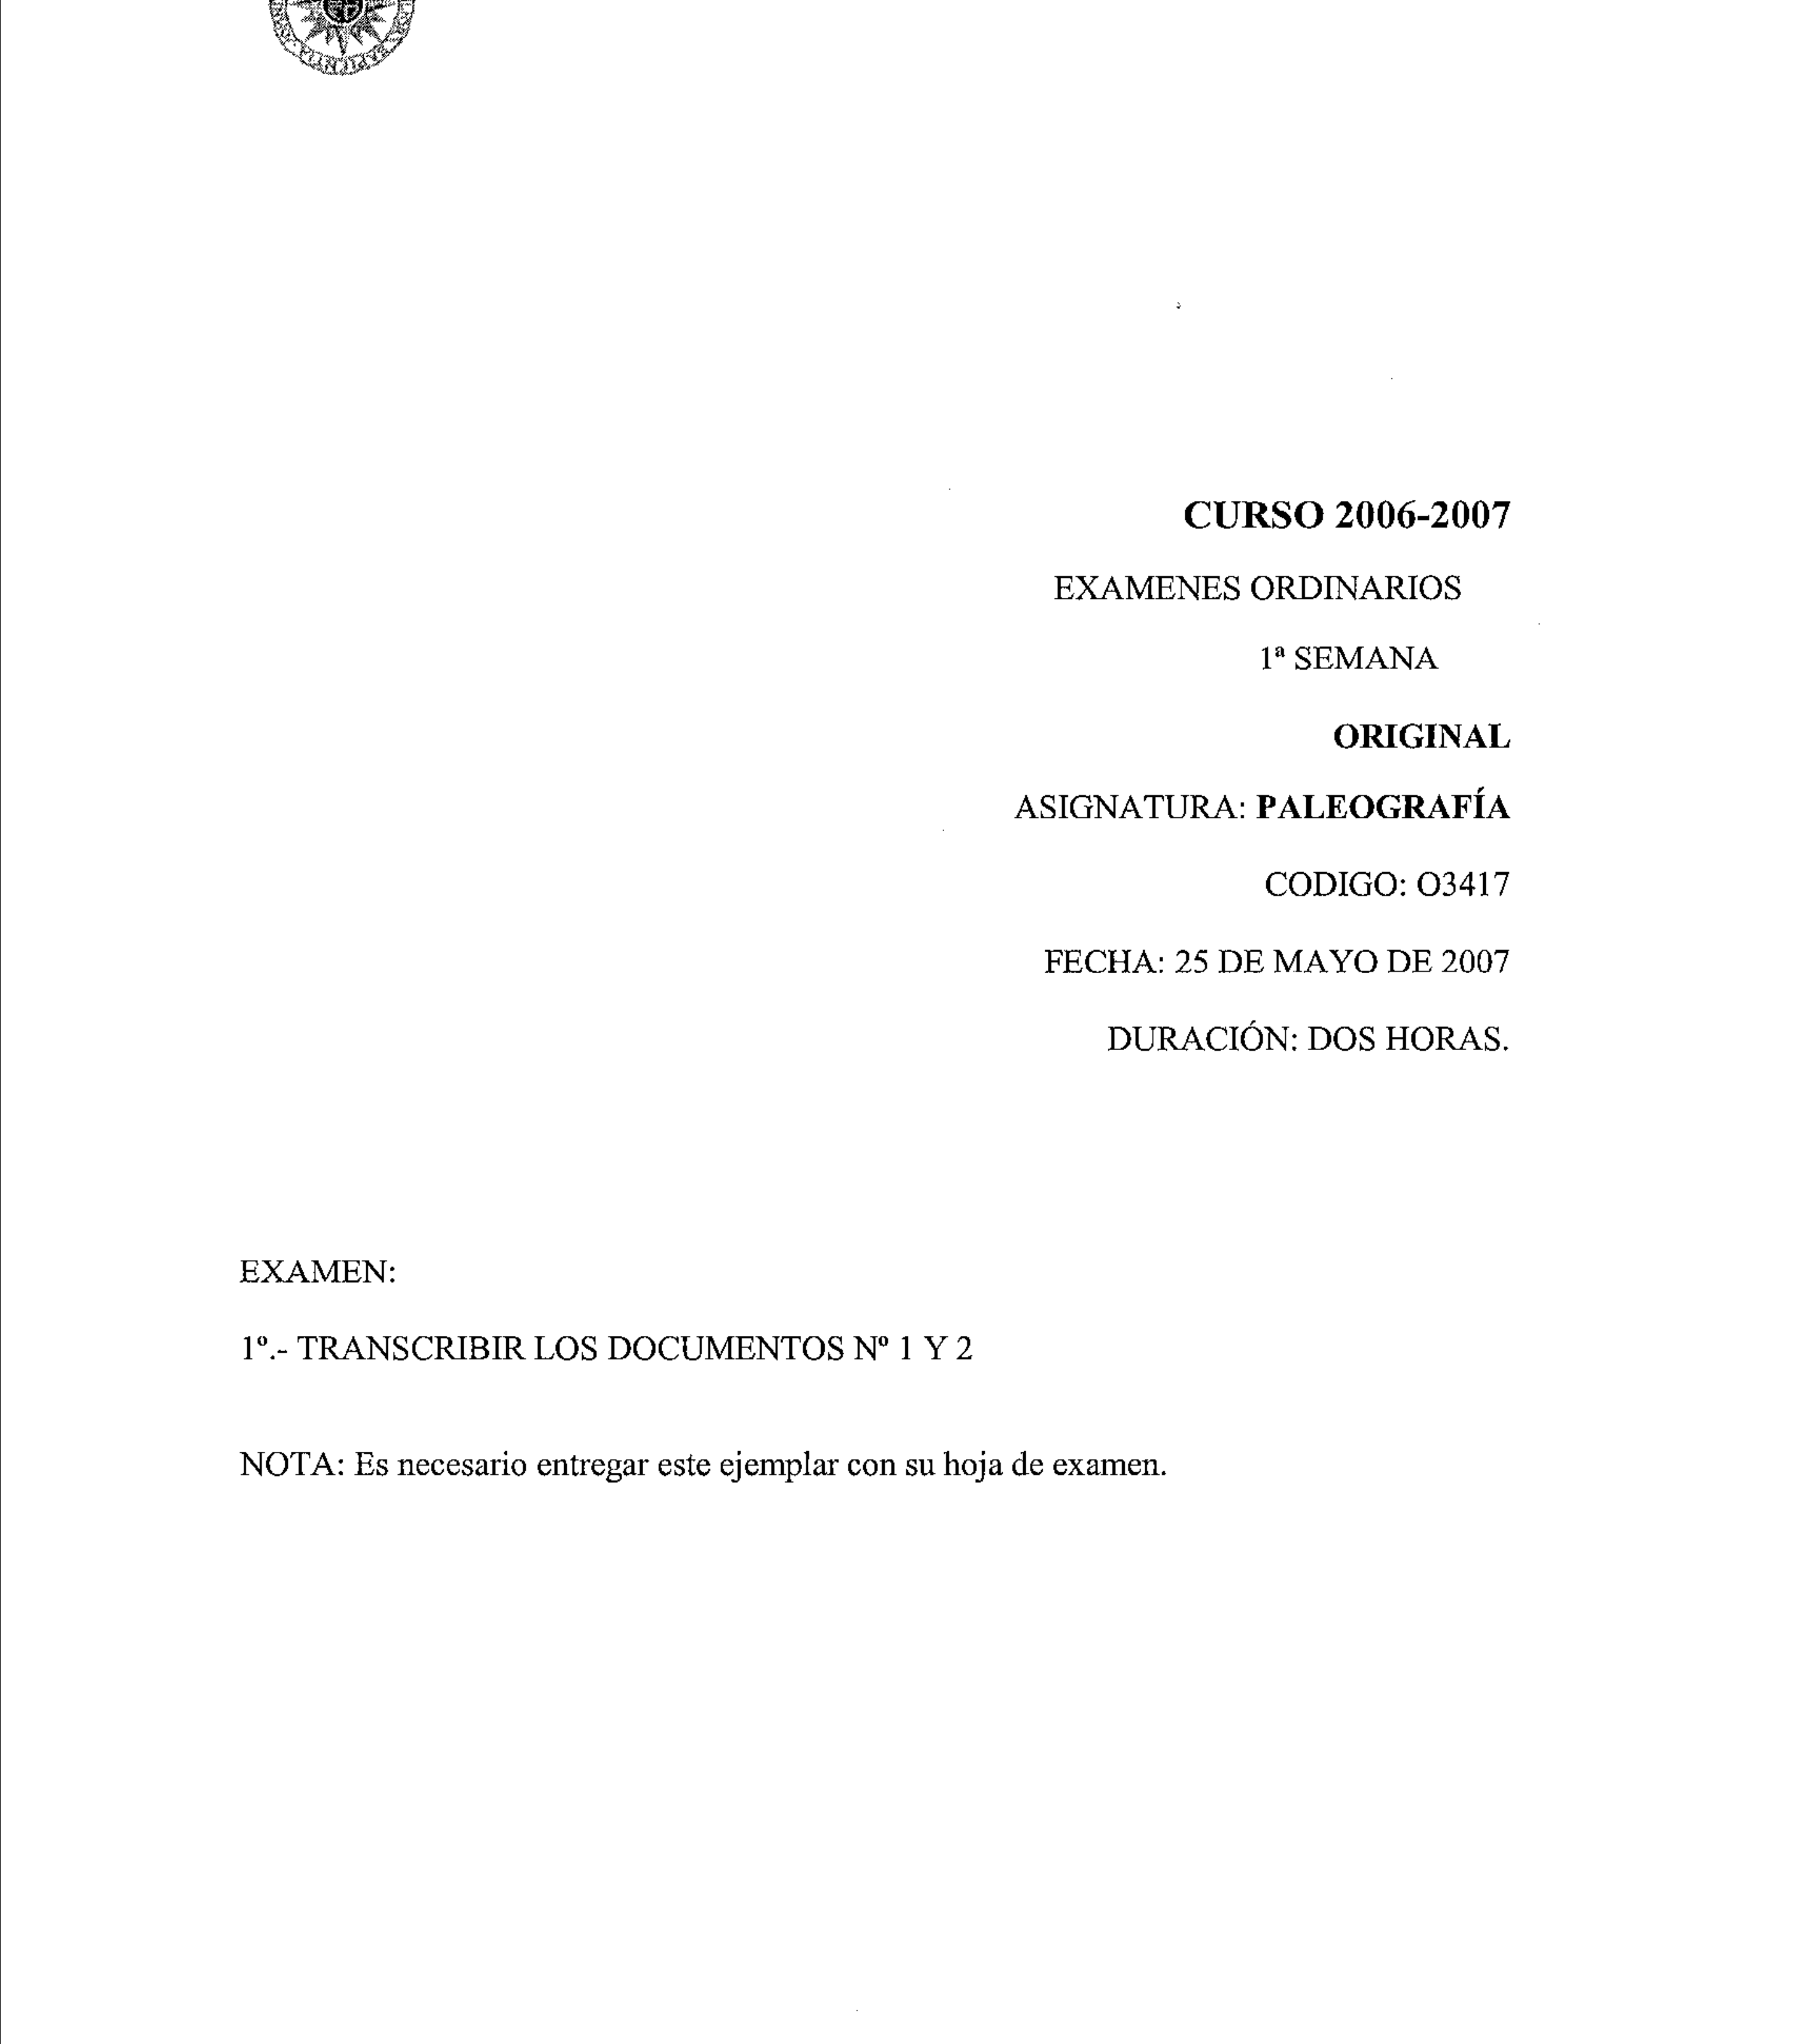 CURSO 2006-2007
EXAMENES ORDINARIOS
1ª SEMANA
ORIGINAL
ASIGNATURA: PALEOGRAFÍA
CODIGO: O3417
FECHA: 25 DE MAYO DE 2007
DURACIÓN: DOS HORAS.
EXAMEN:
1º.- TRANSCRIBIR LOS DOCUMENTOS Nº 1 Y 2
NOTA: Es necesario entregar este ejemplar con su hoja de examen.